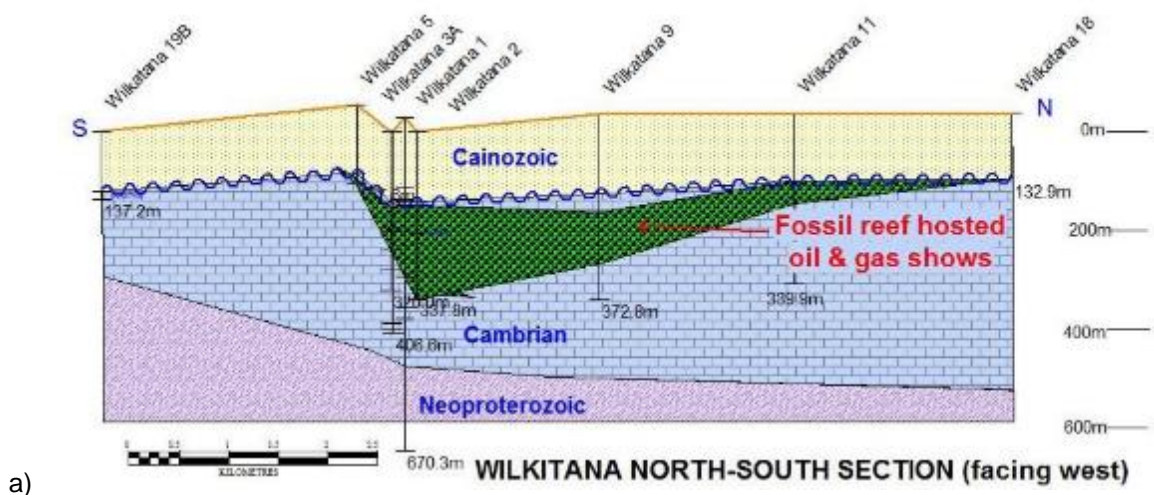 Wilkatana 19B
Wilkatana 5
Wilkatana 3A
Wilkatana 1
Wilkatana 2
Wilkatana 9
Wilkatana 11
Wilkatana 18
S
N
0m
Cainozoic
137.2m
132.9m
Fossil reef hosted
oil & gas shows
200m
337.8m
372.8m
339.9m
406.6m
Cambrian
400m
Neoproterozoic
600m
0
KILOMETRES
670.3m
WILKITANA NORTH-SOUTH SECTION (facing west)
a)